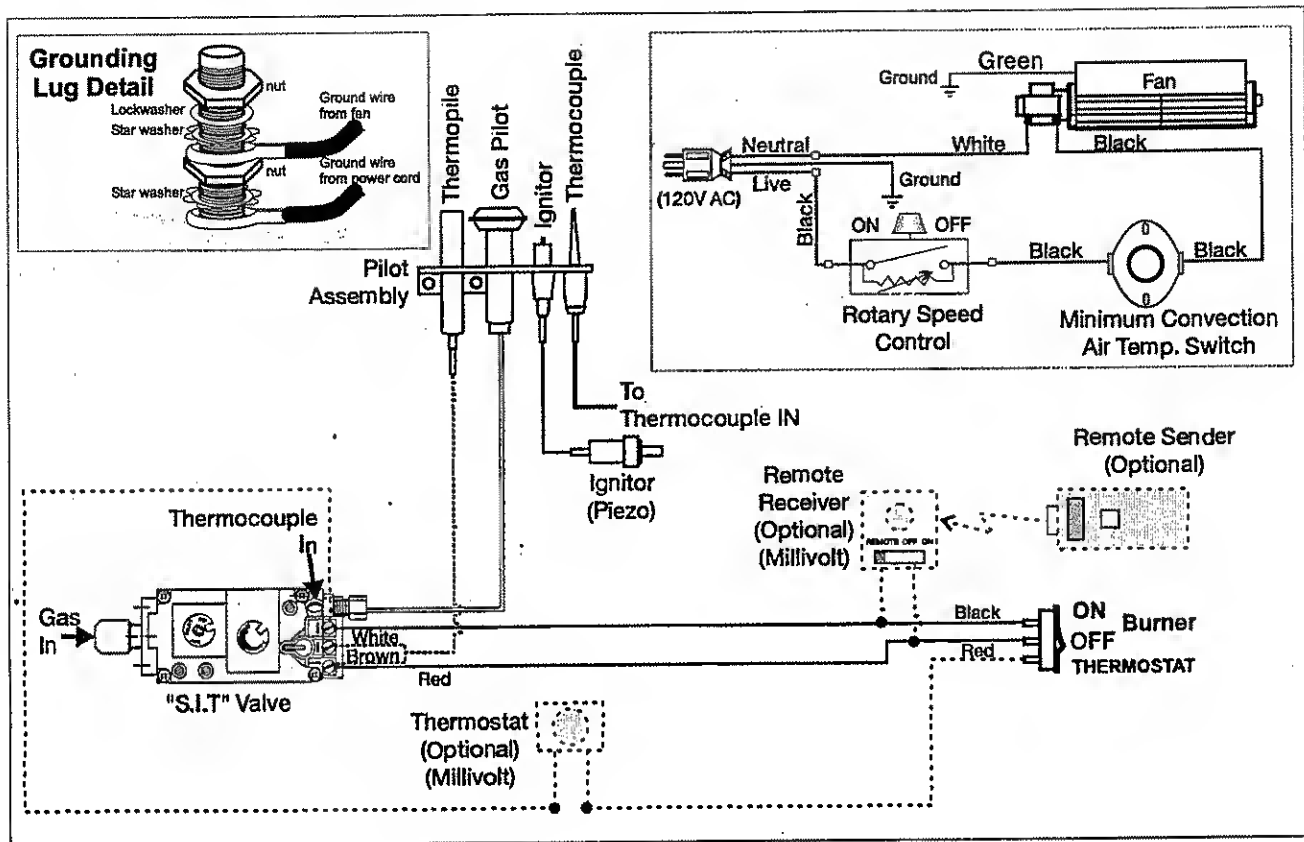 Grounding
Lug Detail
nut
Lockwasher
Star washer
Ground wire
from fan
nut
Ground wire
from power cord
Star washer
Thermopile
Gas Pilot
Ignitor
Thermocouple
Pilot
Assembly
To
Thermocouple IN
Ignitor
(Piezo)
Green
Ground
Fan
Neutral
White
Black
Live
Ground
(120V AC)
Black
ON
OFF
Black
Black
Rotary Speed
Control
Minimum Convection
Air Temp. Switch
Remote Sender
(Optional)
Remote
Receiver
(Optional)
(Millivolt)
REMOTE OFF ON
Thermocouple
In
Gas
In
White
Brown
Red
"S.I.T" Valve
Black
Red
ON
OFF
Burner
THERMOSTAT
Thermostat
(Optional)
(Millivolt)